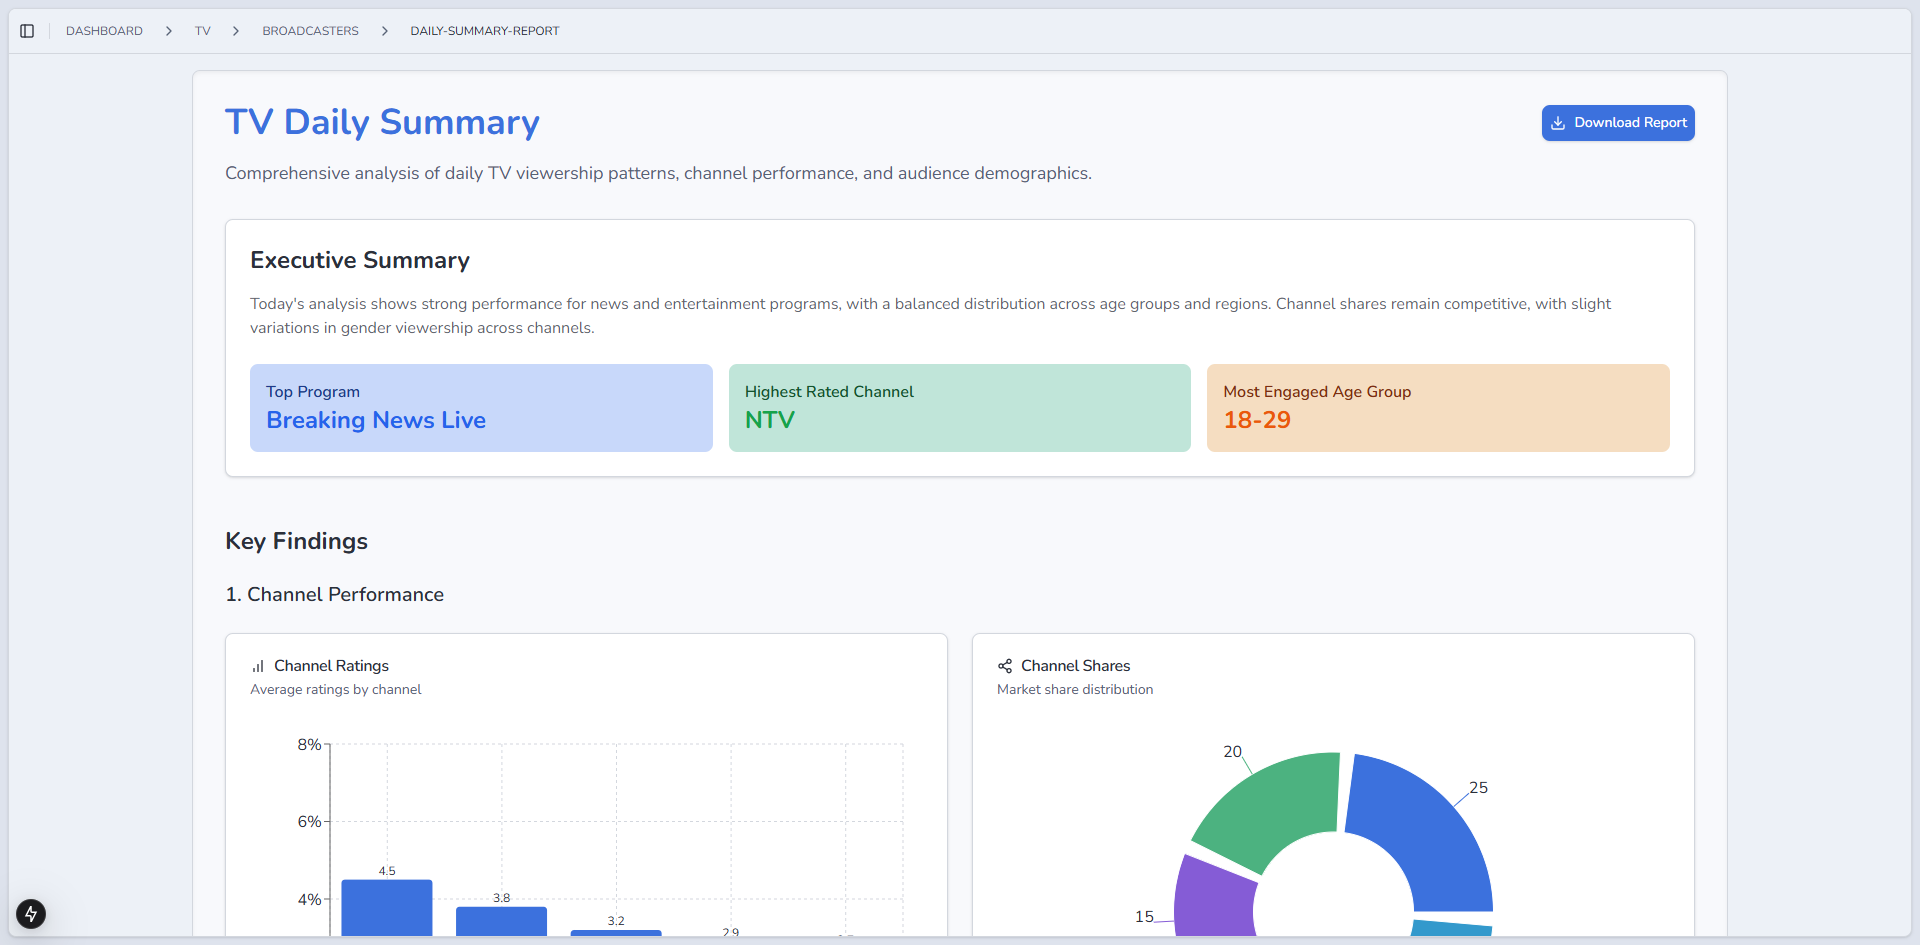 DASHBOARD > TV > BROADCASTERS > DAILY-SUMMARY-REPORT
TV Daily Summary
Download Report
Comprehensive analysis of daily TV viewership patterns, channel performance, and audience demographics.
Executive Summary
Today's analysis shows strong performance for news and entertainment programs, with a balanced distribution across age groups and regions. Channel shares remain competitive, with slight
variations in gender viewership across channels.
Top Program
Breaking News Live
Highest Rated Channel
NTV
Most Engaged Age Group
18-29
Key Findings
1. Channel Performance
Channel Ratings
Average ratings by channel
8%
6%
4%
4.5
3.8
3.2
2.9
Channel Shares
Market share distribution
20
25
15